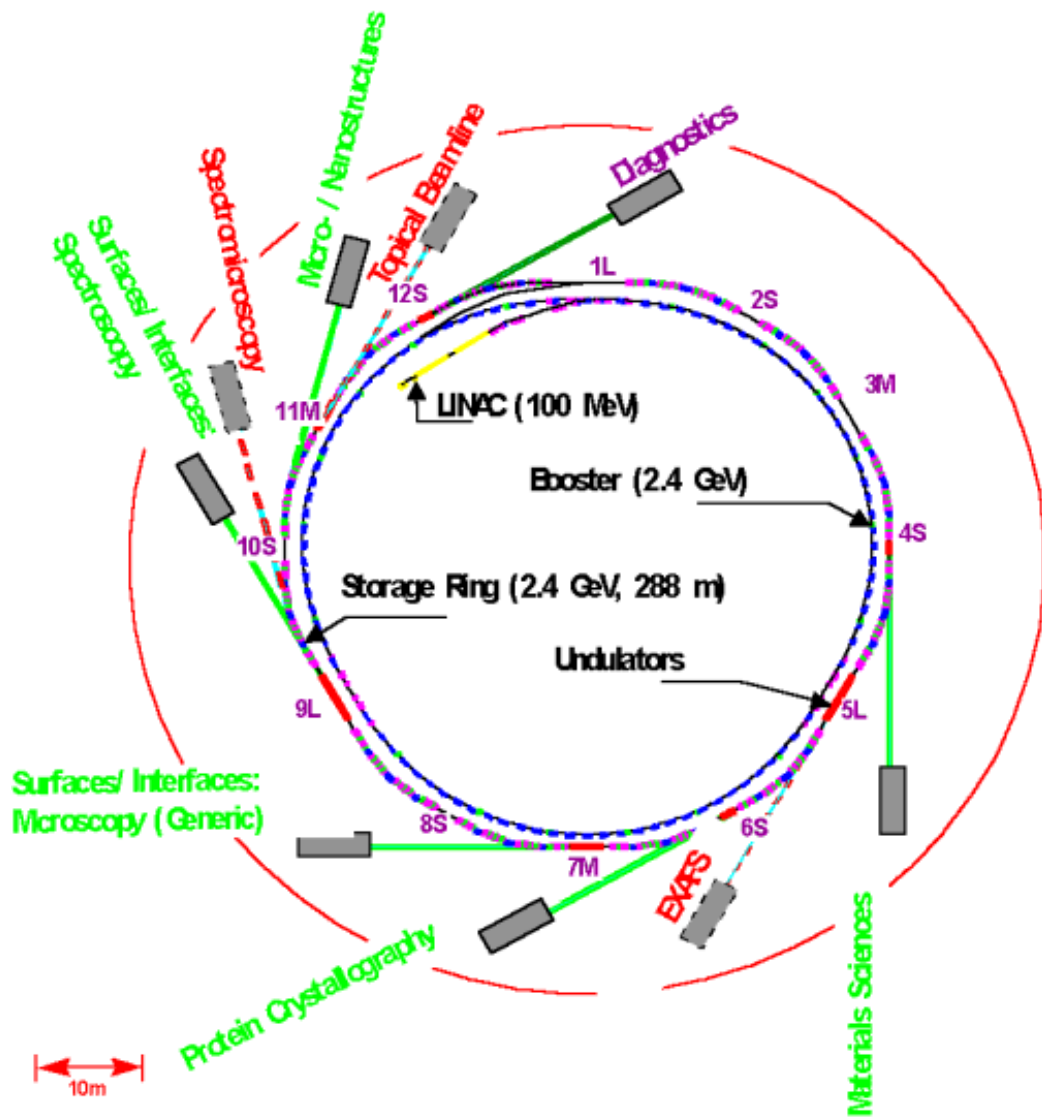 Micro- / Nanostructures
Topical Beamline
Diagnostics
Spectromicroscopy
Surfaces/ Interfaces:
Spectroscopy
1L
12S
2S
3M
11M
LINAC (100 MeV)
Booster (2.4 GeV)
4S
10S
Storage Ring (2.4 GeV, 288 m)
Undulators
9L
5L
Surfaces/ Interfaces:
Microscopy (Generic)
8S
6S
7M
EXAFS
Protein Crystallography
Materials Sciences
10m